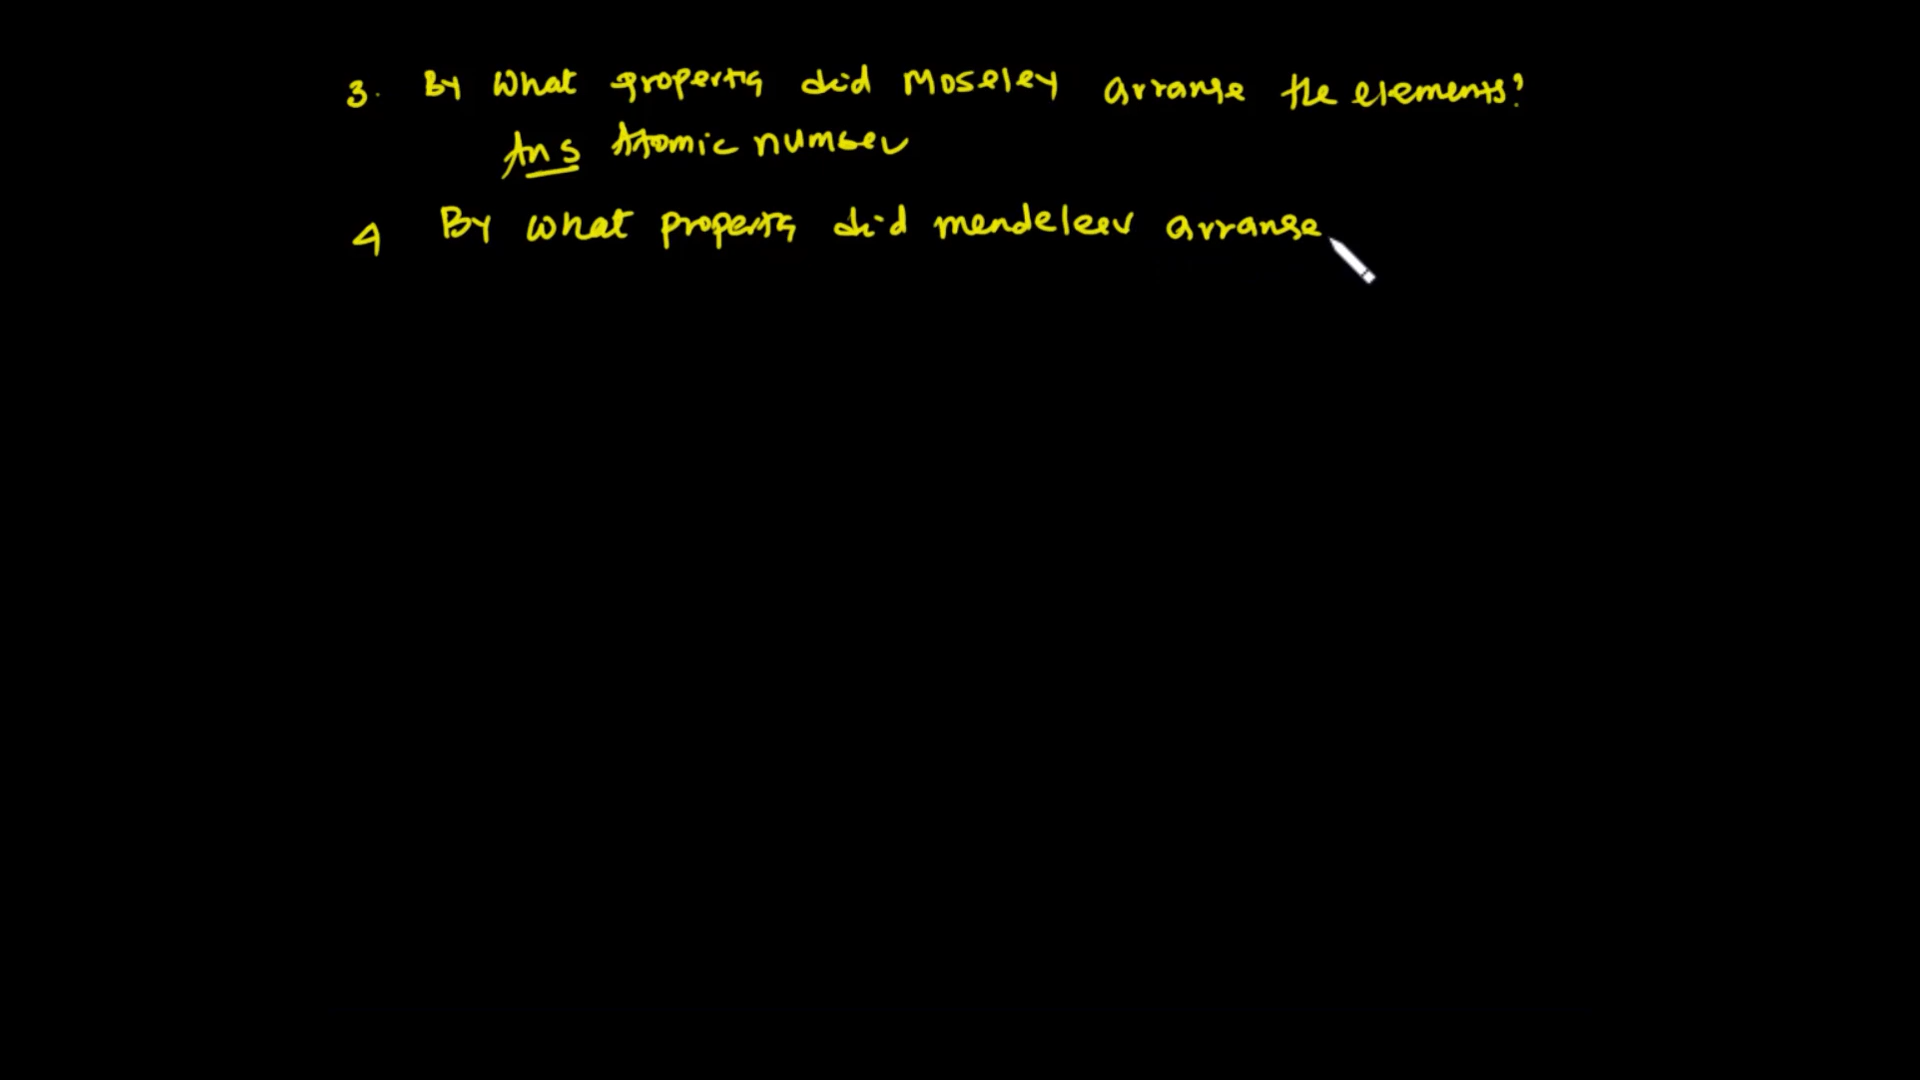 3. By what property did Moseley arrange the elements?
Ans Atomic number
4 By what property did mendeleev arrange